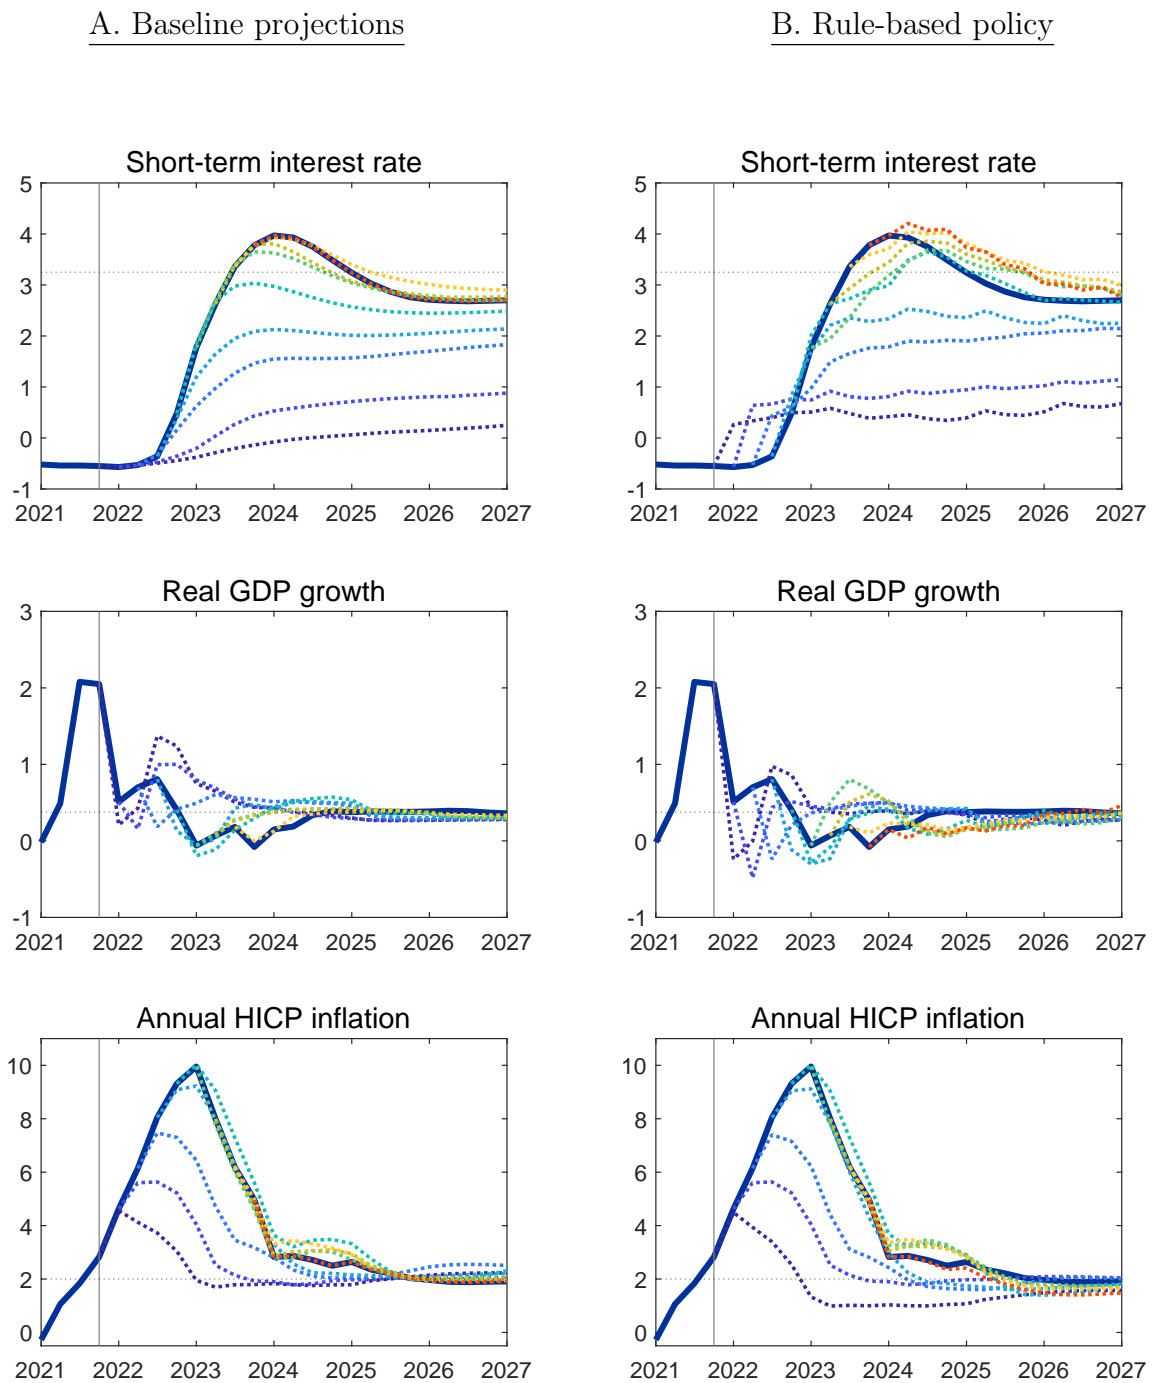 A. Baseline projections
B. Rule-based policy
Short-term interest rate
Short-term interest rate
5
4
3
2
1
0
-1
2021 2022 2023 2024 2025 2026 2027
5
4
3
2
1
0
-1
2021 2022 2023 2024 2025 2026 2027
Real GDP growth
Real GDP growth
3
2
1
0
-1
2021 2022 2023 2024 2025 2026 2027
3
2
1
0
-1
2021 2022 2023 2024 2025 2026 2027
Annual HICP inflation
Annual HICP inflation
10
8
6
4
2
0
2021 2022 2023 2024 2025 2026 2027
10
8
6
4
2
0
2021 2022 2023 2024 2025 2026 2027